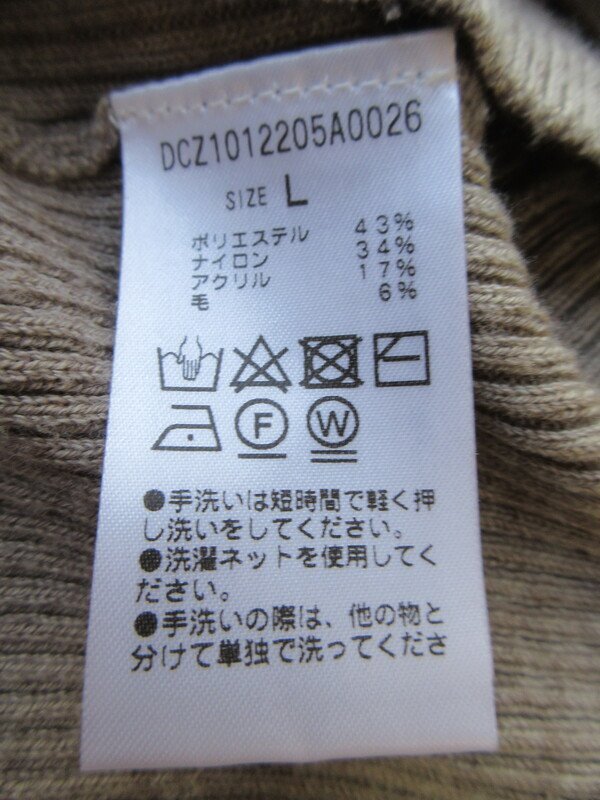 DCZ1012205A0026
SIZE L
ポリエステル 43%
ナイロン 34%
アクリル 17%
毛 6%
F W
●手洗いは短時間で軽く押
し洗いをしてください。
●洗濯ネットを使用してく
ださい。
●手洗いの際は、他の物と
分けて単独で洗ってくださ